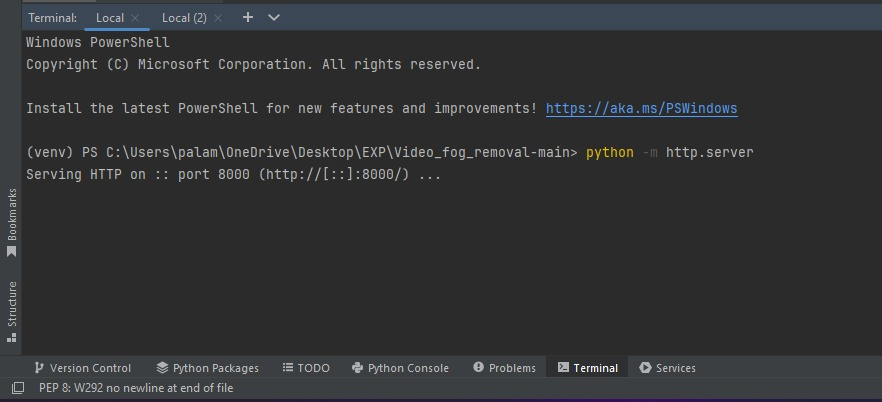 Terminal: Local × Local (2) × +
Windows PowerShell
Copyright (C) Microsoft Corporation. All rights reserved.
Install the latest PowerShell for new features and improvements! https://aka.ms/PSWindows
(venv) PS C:\Users\palam\OneDrive\Desktop\EXP\Video_fog_removal-main> python -m http.server
Serving HTTP on :: port 8000 (http://[::]:8000/) ...
Bookmarks
Structure
Version Control Python Packages TODO Python Console Problems Terminal Services
PEP 8: W292 no newline at end of file